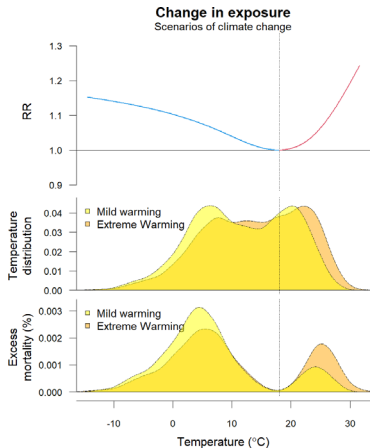 Change in exposure
Scenarios of climate change
RR
1.3
1.2
1.1
1.0
0.9
Temperature
distribution
0.04
0.03
0.02
0.01
0.00
Mild warming
Extreme Warming
Excess
mortality (%)
0.003
0.002
0.001
0.000
Mild warming
Extreme Warming
-10 0 10 20 30
Temperature (°C)